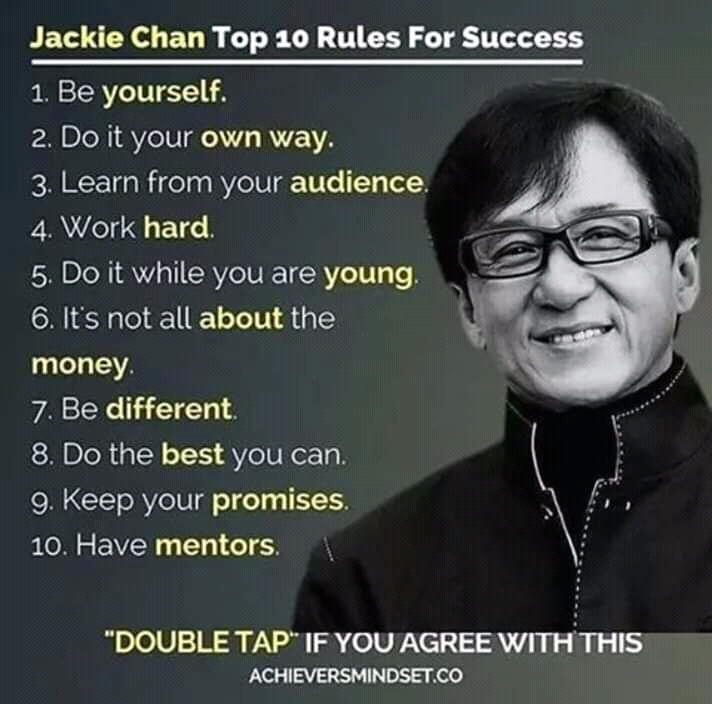 Jackie Chan Top 10 Rules For Success
1. Be yourself.
2. Do it your own way.
3. Learn from your audience.
4. Work hard.
5. Do it while you are young.
6. It's not all about the
money.
7. Be different.
8. Do the best you can.
9. Keep your promises.
10. Have mentors.
"DOUBLE TAP" IF YOU AGREE WITH THIS
ACHIEVERSMINDSET.CO